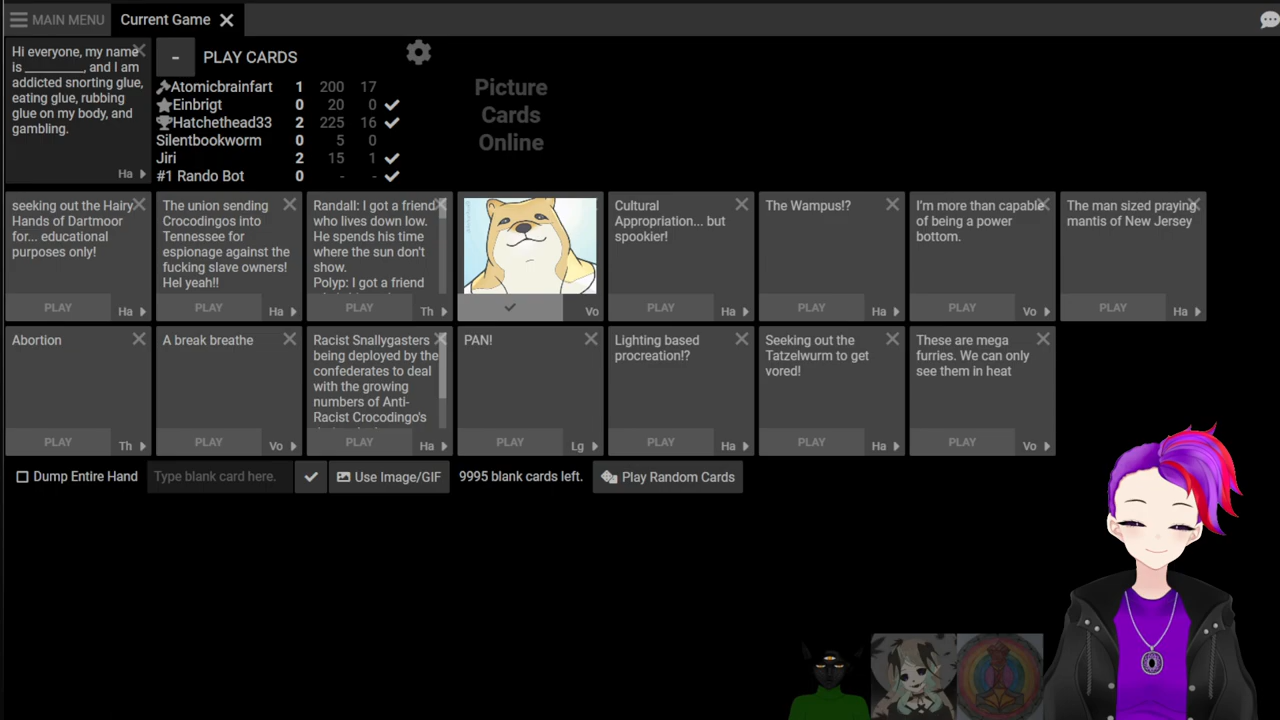 MAIN MENU
Current Game
Hi everyone, my name
is __________, and I am
addicted snorting glue,
eating glue, rubbing
glue on my body, and
gambling.
Ha
-
PLAY CARDS
Atomicbrainfart 1 200 17
Einbrigt 0 20 0
Hatchethead33 2 225 16
Silentbookworm 0 5 0
Jiri 2 15 1
#1 Rando Bot 0 - -
Picture
Cards
Online
seeking out the Hairy
Hands of Dartmoor
for... educational
purposes only!
PLAY
Ha
The union sending
Crocodingos into
Tennessee for
espionage against the
fucking slave owners!
Hel yeah!!
PLAY
Ha
Randall: I got a friend
who lives down low.
He spends his time
where the sun don't
show.
Polyp: I got a friend
PLAY
Th
Vo
Cultural
Appropriation... but
spookier!
PLAY
Ha
The Wampus!?
PLAY
Ha
I'm more than capable
of being a power
bottom.
PLAY
Vo
The man sized praying
mantis of New Jersey
PLAY
Ha
Abortion
PLAY
Th
A break breathe
PLAY
Vo
Racist Snallygasters
being deployed by the
confederates to deal
with the growing
numbers of Anti-
Racist Crocodingo's
PLAY
Ha
PAN!
PLAY
Lg
Lighting based
procreation!?
PLAY
Ha
Seeking out the
Tatzelwurm to get
vored!
PLAY
Ha
These are mega
furries. We can only
see them in heat
PLAY
Vo
Dump Entire Hand
Type blank card here.
Use Image/GIF
9995 blank cards left.
Play Random Cards